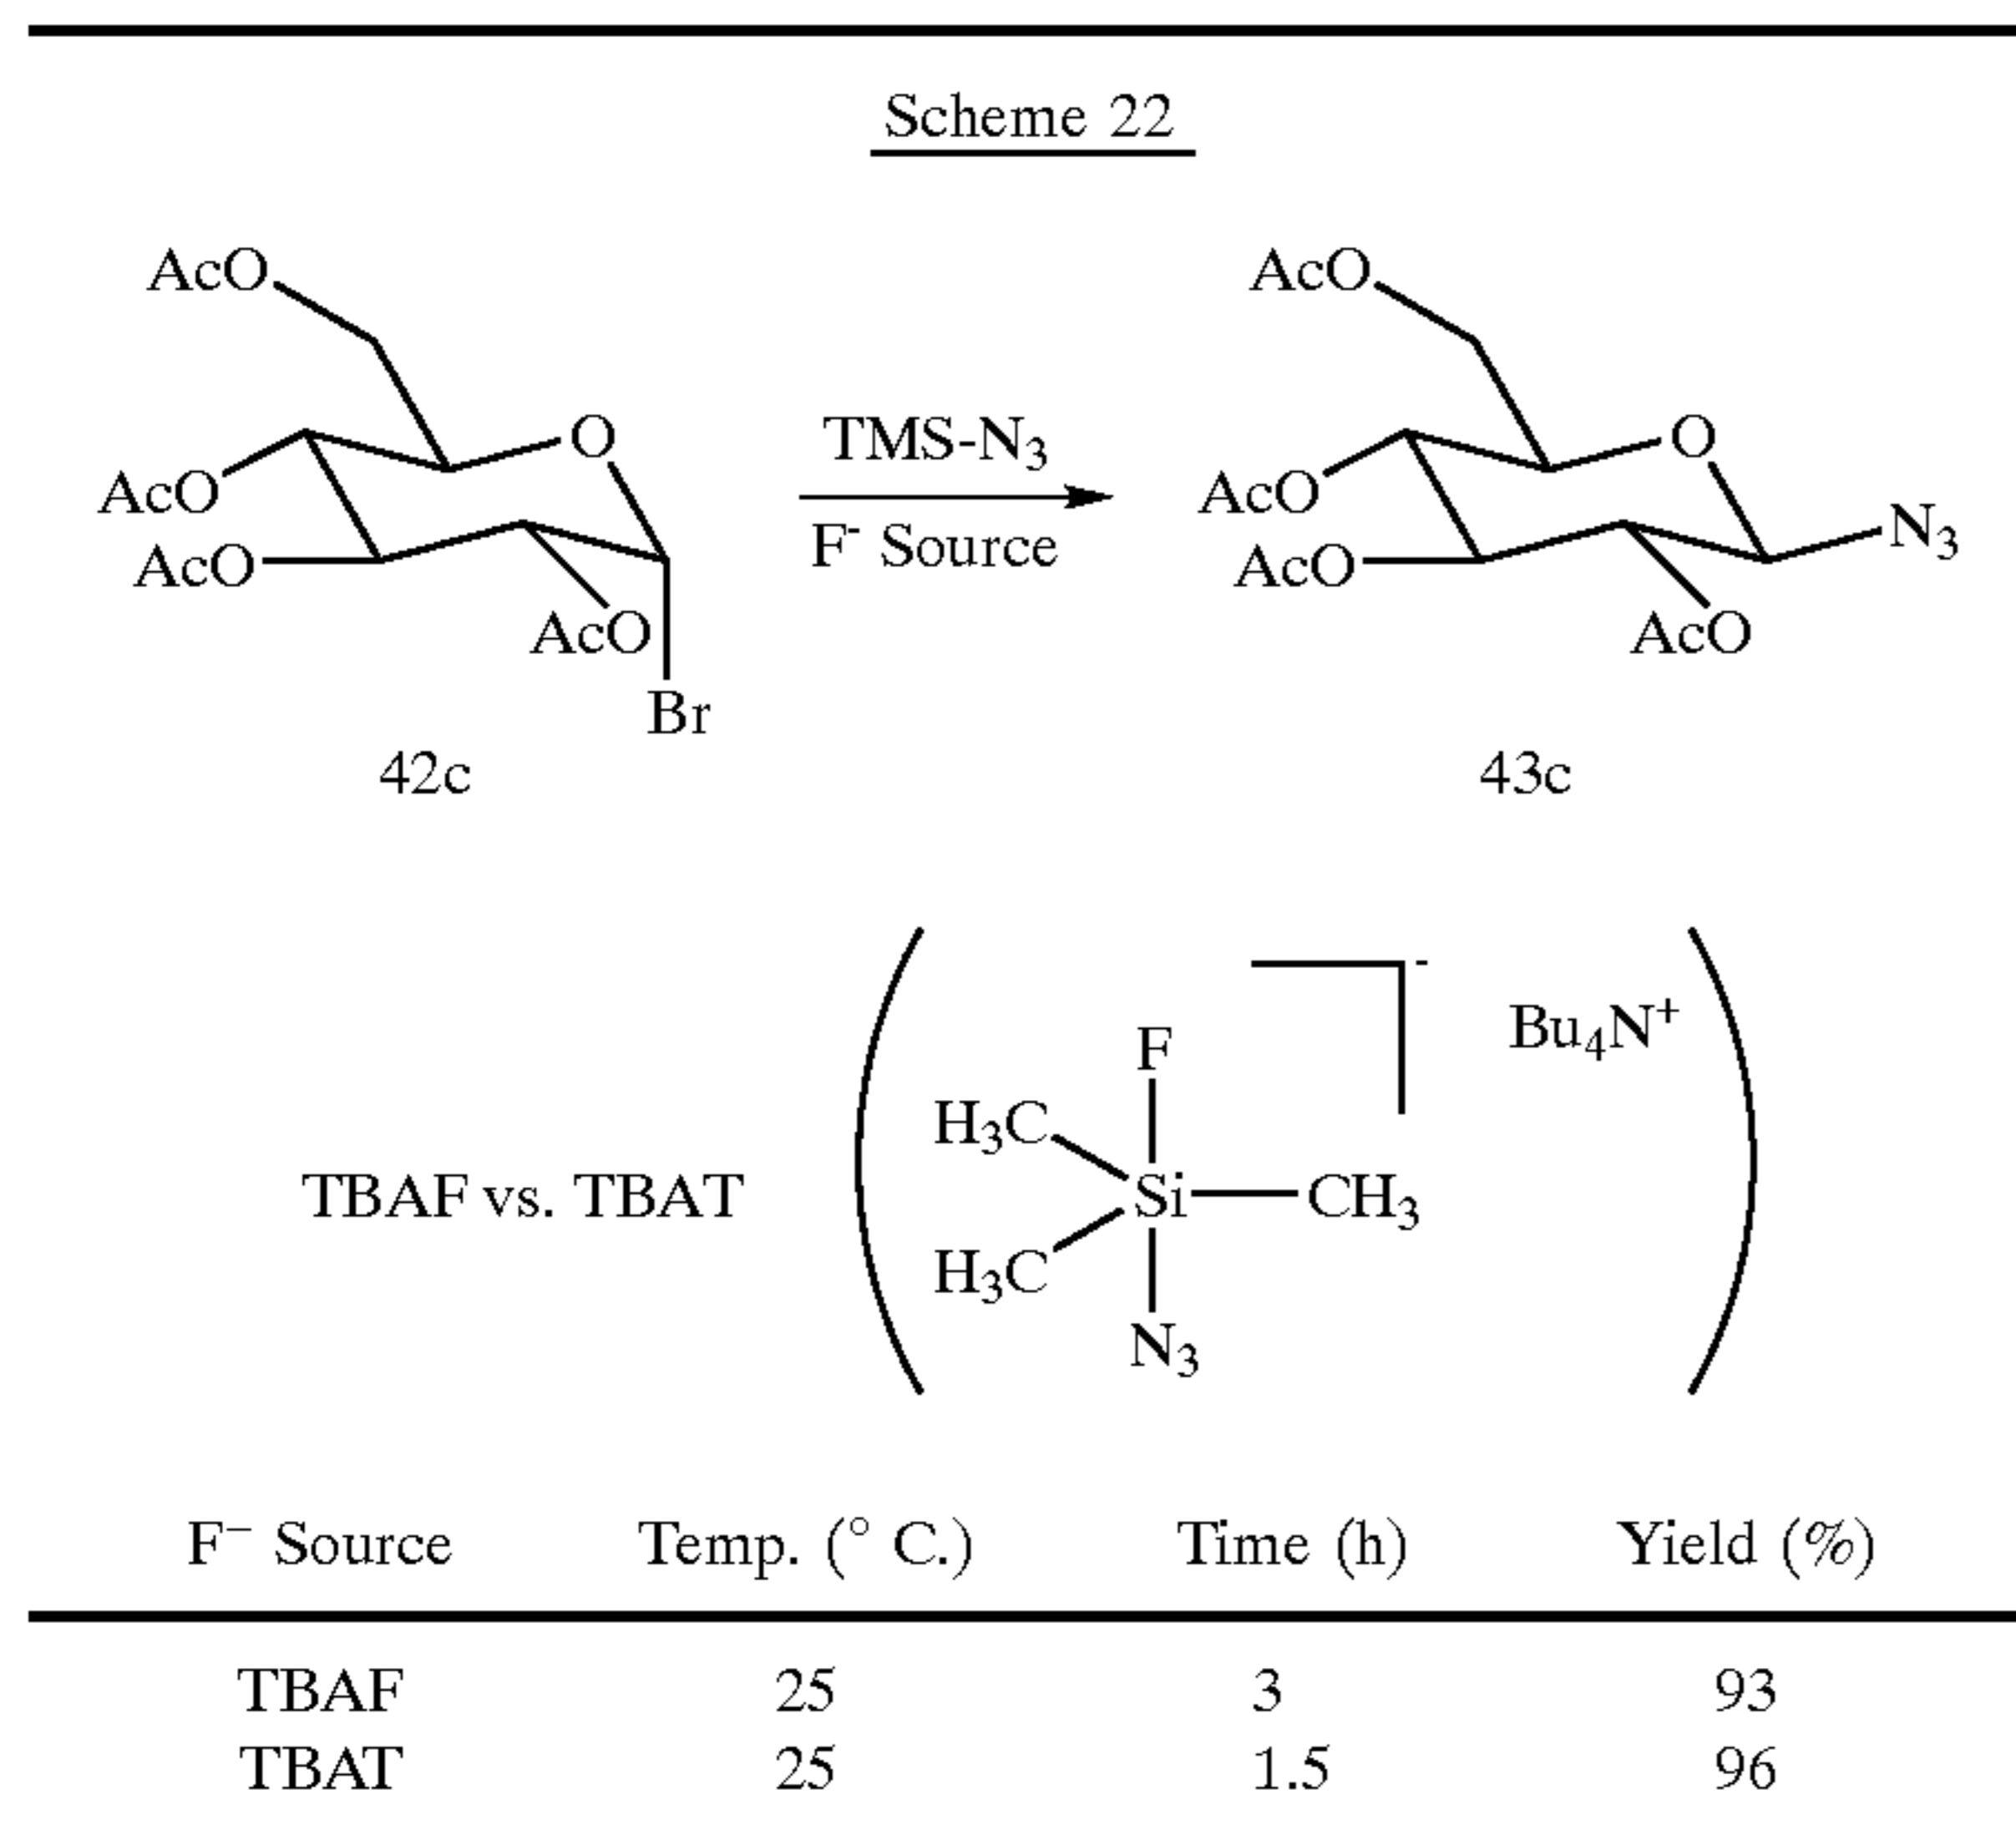 Scheme 22
AcO
AcO
O
AcO
TMS-N₃
O
AcO
F⁻ Source
N₃
AcO
AcO
AcO
AcO
Br
42c
43c
-
Bu₄N⁺
F
H₃C
TBAF vs. TBAT
Si
CH₃
H₃C
N₃
F⁻ Source Temp. (° C.) Time (h) Yield (%)
TBAF 25 3 93
TBAT 25 1.5 96